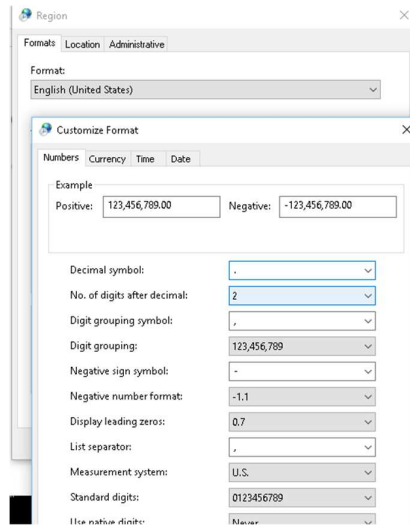 Region
Formats Location Administrative
Format:
English (United States)
Customize Format
Numbers Currency Time Date
Example
Positive: 123,456,789.00 Negative: -123,456,789.00
Decimal symbol: .
No. of digits after decimal: 2
Digit grouping symbol: ,
Digit grouping: 123,456,789
Negative sign symbol: -
Negative number format: -1.1
Display leading zeros: 0.7
List separator: ,
Measurement system: U.S.
Standard digits: 0123456789
Use native digits: Never